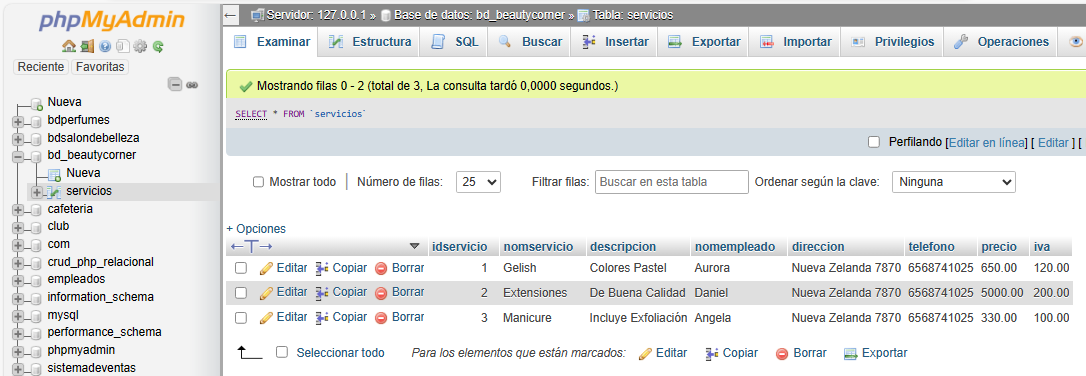 phpMyAdmin
Reciente Favoritas
Nueva
bdperfumes
bdsalondebelleza
bd_beautycorner
Nueva
servicios
cafeteria
club
com
crud_php_relacional
empleados
information_schema
mysql
performance_schema
phpmyadmin
sistemadeventas
Servidor: 127.0.0.1 » Base de datos: bd_beautycorner » Tabla: servicios
Examinar Estructura SQL Buscar Insertar Exportar Importar Privilegios Operaciones
Mostrando filas 0 - 2 (total de 3, La consulta tardó 0,0000 segundos.)
SELECT * FROM `servicios`
Perfilando [Editar en línea] [ Editar ] [
Mostrar todo Número de filas: 25 Filtrar filas: Buscar en esta tabla Ordenar según la clave: Ninguna
+ Opciones
←T→ idservicio nomservicio descripcion nomempleado direccion telefono precio iva
Editar Copiar Borrar 1 Gelish Colores Pastel Aurora Nueva Zelanda 7870 6568741025 650.00 120.00
Editar Copiar Borrar 2 Extensiones De Buena Calidad Daniel Nueva Zelanda 7870 6568741025 5000.00 200.00
Editar Copiar Borrar 3 Manicure Incluye Exfoliación Angela Nueva Zelanda 7870 6568741025 330.00 100.00
Seleccionar todo Para los elementos que están marcados: Editar Copiar Borrar Exportar